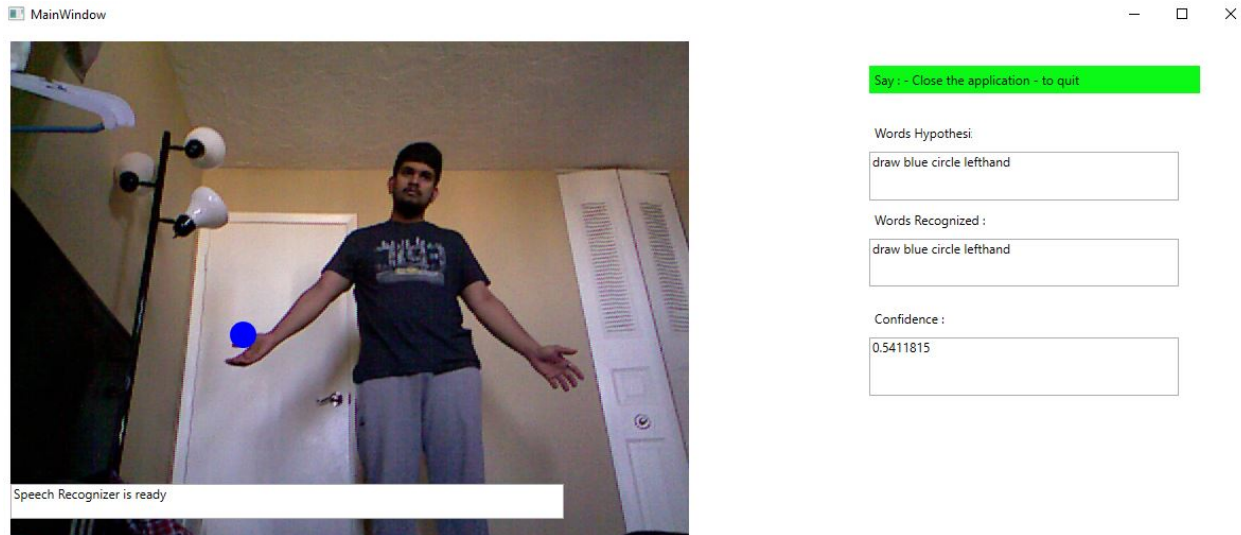 MainWindow
Say : - Close the application - to quit
Words Hypothesi
draw blue circle lefthand
Words Recognized :
draw blue circle lefthand
Confidence :
0.5411815
Speech Recognizer is ready